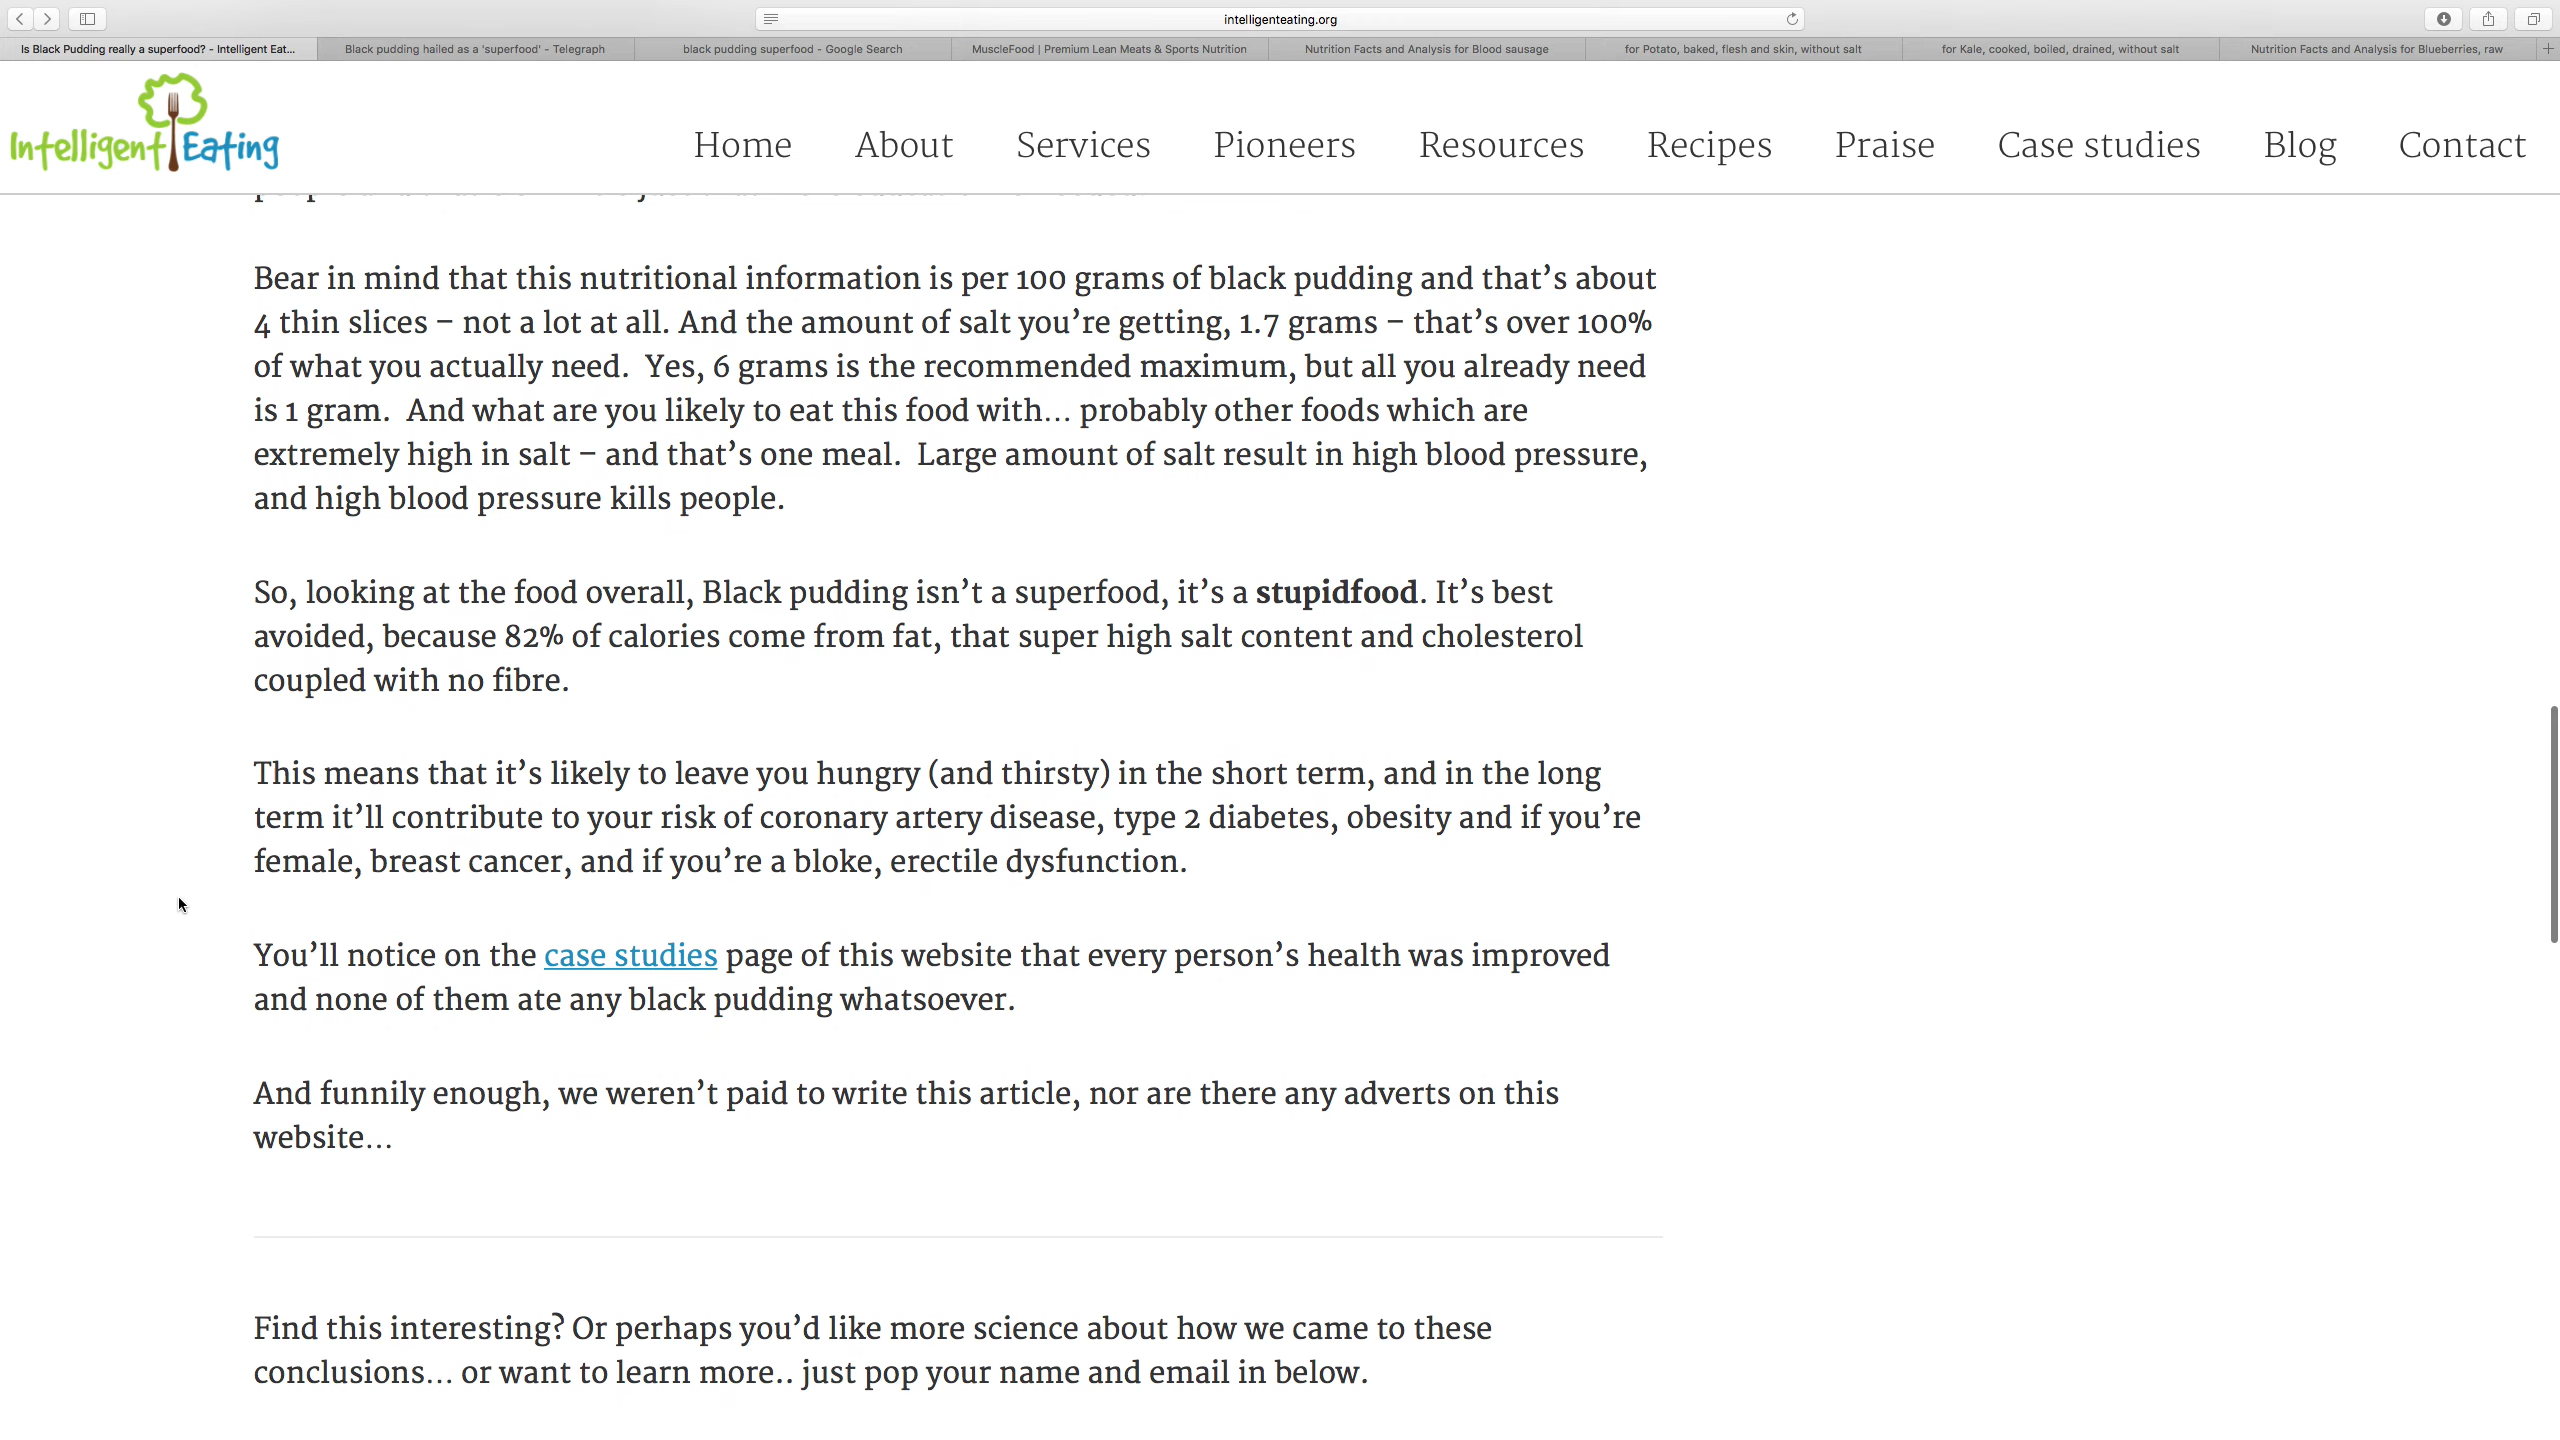 intelligenteating.org
Is Black Pudding really a superfood? - Intelligent Eat...
Black pudding hailed as a 'superfood' - Telegraph
black pudding superfood - Google Search
MuscleFood | Premium Lean Meats & Sports Nutrition
Nutrition Facts and Analysis for Blood sausage
for Potato, baked, flesh and skin, without salt
for Kale, cooked, boiled, drained, without salt
Nutrition Facts and Analysis for Blueberries, raw
Intelligent Eating
Home
About
Services
Pioneers
Resources
Recipes
Praise
Case studies
Blog
Contact
Bear in mind that this nutritional information is per 100 grams of black pudding and that’s about
4 thin slices – not a lot at all. And the amount of salt you’re getting, 1.7 grams – that’s over 100%
of what you actually need.  Yes, 6 grams is the recommended maximum, but all you already need
is 1 gram.  And what are you likely to eat this food with… probably other foods which are
extremely high in salt – and that’s one meal.  Large amount of salt result in high blood pressure,
and high blood pressure kills people.
So, looking at the food overall, Black pudding isn’t a superfood, it’s a stupidfood. It’s best
avoided, because 82% of calories come from fat, that super high salt content and cholesterol
coupled with no fibre.
This means that it’s likely to leave you hungry (and thirsty) in the short term, and in the long
term it’ll contribute to your risk of coronary artery disease, type 2 diabetes, obesity and if you’re
female, breast cancer, and if you’re a bloke, erectile dysfunction.
You’ll notice on the case studies page of this website that every person’s health was improved
and none of them ate any black pudding whatsoever.
And funnily enough, we weren’t paid to write this article, nor are there any adverts on this
website…
Find this interesting? Or perhaps you’d like more science about how we came to these
conclusions… or want to learn more.. just pop your name and email in below.